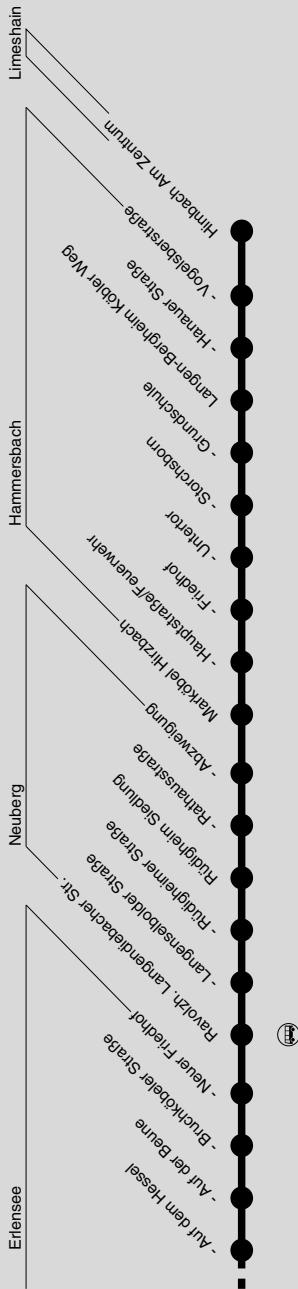 Limeshain
Hammersbach
Neuberg
Erlensee
Himbach Am Zentrum
- Vogelsberstraße
- Hanauer Straße
Langen-Bergheim Köbler Weg
- Grundschule
- Storchsborn
- Untertor
- Friedhof
- Hauptstraße/Feuerwehr
Marköbel Hirzbach
- Abzweigung
- Rathausstraße
Rüdigheim Siedlung
- Rüdigheimer Straße
- Langenselbolder Straße
Ravolzh. Langendiebacher Str.
- Neuer Friedhof
- Bruchköbeler Straße
- Auf der Beune
- Auf dem Hessel